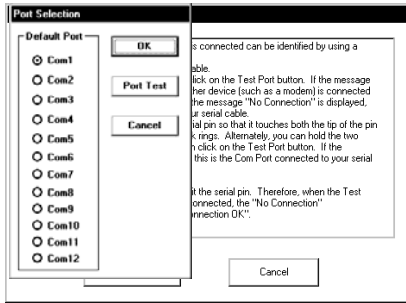 Port Selection
Default Port
Com1
Com2
Com3
Com4
Com5
Com6
Com7
Com8
Com9
Com10
Com11
Com12
OK
Port Test
Cancel
s connected can be identified by using a
able.
lick on the Test Port button. If the message
her device (such as a modem) is connected
the message "No Connection" is displayed,
ur serial cable.
ial pin so that it touches both the tip of the pin
k rings. Alternately, you can hold the two
n click on the Test Port button. If the
this is the Com Port connected to your serial
it the serial pin. Therefore, when the Test
onnected, the "No Connection"
nnection OK".
Cancel